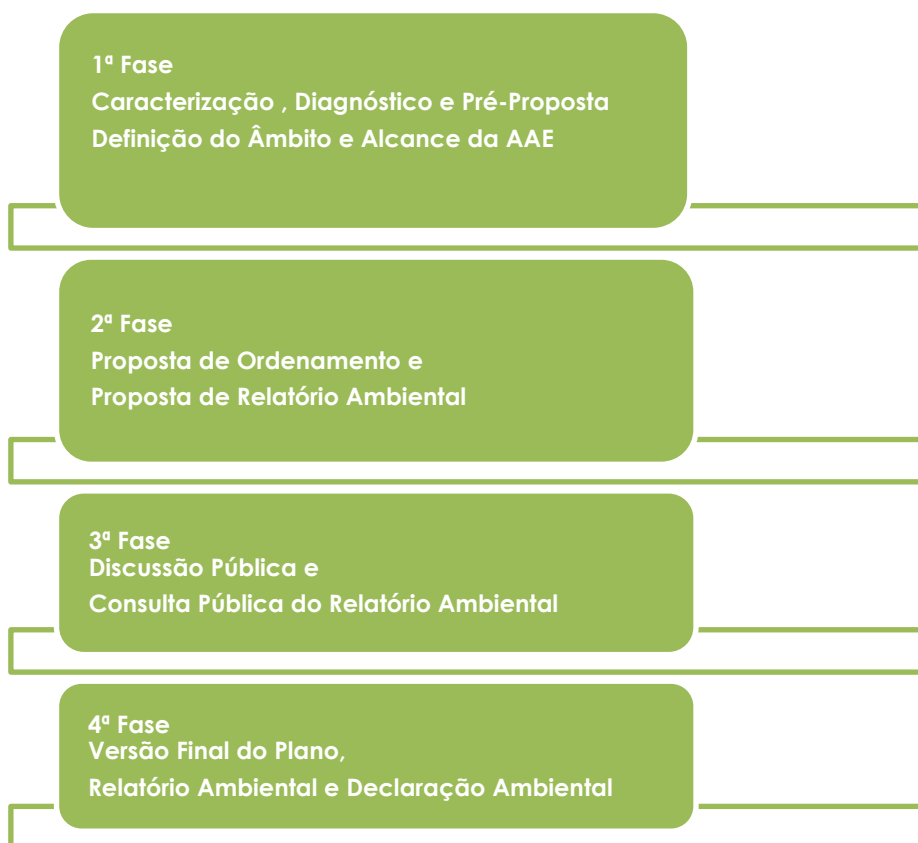 1ª Fase
Caracterização , Diagnóstico e Pré-Proposta
Definição do Âmbito e Alcance da AAE
2ª Fase
Proposta de Ordenamento e
Proposta de Relatório Ambiental
3ª Fase
Discussão Pública e
Consulta Pública do Relatório Ambiental
4ª Fase
Versão Final do Plano,
Relatório Ambiental e Declaração Ambiental